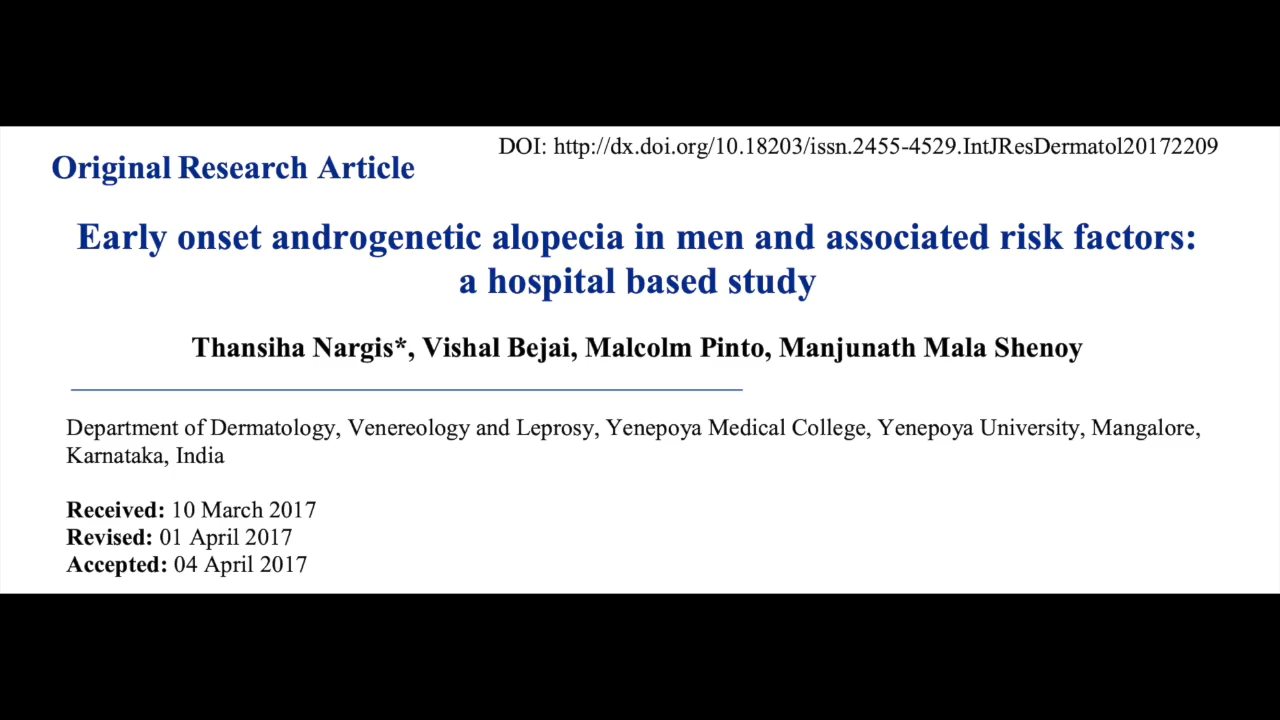 DOI: http://dx.doi.org/10.18203/issn.2455-4529.IntJResDermatol20172209
Original Research Article
Early onset androgenetic alopecia in men and associated risk factors:
a hospital based study
Thansiha Nargis*, Vishal Bejai, Malcolm Pinto, Manjunath Mala Shenoy
Department of Dermatology, Venereology and Leprosy, Yenepoya Medical College, Yenepoya University, Mangalore,
Karnataka, India
Received: 10 March 2017
Revised: 01 April 2017
Accepted: 04 April 2017